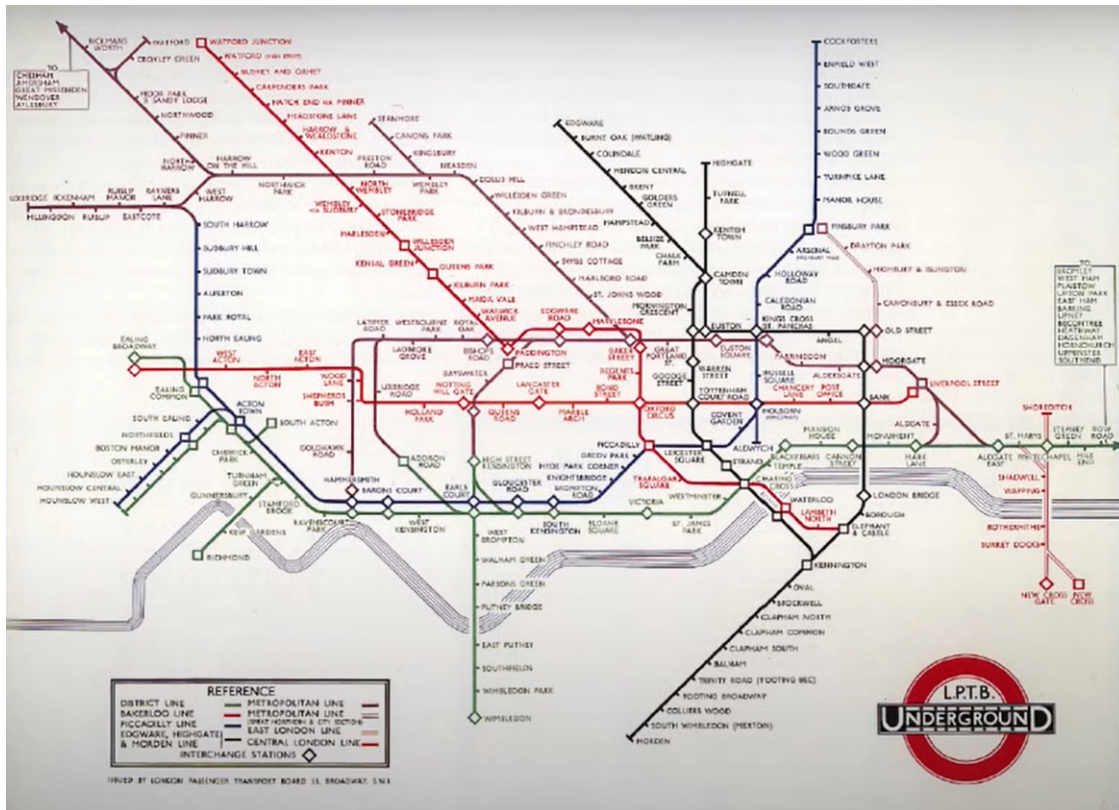 RICKMANS
WORTH
WATFORD
CROXLEY GREEN
TO
CHESHAM
AMERSHAM
GREAT MISSENDEN
WENDOVER
AYLESBURY
MOOR PARK
& SANDY LODGE
NORTHWOOD
PINNER
NORTH
HARROW
HARROW
ON THE HILL
NORTHWICK
PARK
PRESTON
ROAD
WEMBLEY
PARK
NEASDEN
STANMORE
CANONS PARK
KINGSBURY
DOLLIS HILL
WILLESDEN GREEN
KILBURN & BRONDESBURY
WEST HAMPSTEAD
FINCHLEY ROAD
SWISS COTTAGE
MARLBORO ROAD
ST. JOHNS WOOD
WATFORD JUNCTION
WATFORD (HIGH STREET)
BUSHEY AND OXHEY
CARPENDERS PARK
HATCH END FOR PINNER
HEADSTONE LANE
HARROW &
WEALDSTONE
KENTON
NORTH
WEMBLEY
WEMBLEY
FOR SUDBURY
STONEBRIDGE
PARK
HARLESDEN
WILLESDEN
JUNCTION
KENSAL GREEN
QUEENS PARK
KILBURN PARK
MAIDA VALE
WARWICK
AVENUE
PADDINGTON
EDGWARE
ROAD
MARYLEBONE
BAKER
STREET
REGENTS
PARK
UXBRIDGE
HILLINGDON
ICKENHAM
RUISLIP
RUISLIP
MANOR
EASTCOTE
RAYNERS
LANE
WEST
HARROW
SOUTH HARROW
SUDBURY HILL
SUDBURY TOWN
ALPERTON
PARK ROYAL
NORTH EALING
EALING
BROADWAY
WEST
ACTON
NORTH
ACTON
EAST
ACTON
WOOD
LANE
SHEPHERDS
BUSH
EALING
COMMON
ACTON
TOWN
SOUTH ACTON
SOUTH EALING
NORTHFIELDS
BOSTON MANOR
OSTERLEY
HOUNSLOW EAST
HOUNSLOW CENTRAL
HOUNSLOW WEST
CHISWICK
PARK
TURNHAM
GREEN
GUNNERSBURY
KEW GARDENS
RICHMOND
STAMFORD
BROOK
RAVENSCOURT
PARK
HAMMERSMITH
GOLDHAWK
ROAD
BARONS COURT
WEST
KENSINGTON
LATIMER
ROAD
LADBROKE
GROVE
WESTBOURNE
PARK
ROYAL
OAK
BISHOPS
ROAD
PRAED STREET
BAYSWATER
UXBRIDGE
ROAD
HOLLAND
PARK
NOTTING
HILL GATE
QUEENS
ROAD
LANCASTER
GATE
MARBLE
ARCH
BOND
STREET
OXFORD
CIRCUS
ADDISON
ROAD
HIGH STREET
KENSINGTON
EARLS
COURT
GLOUCESTER
ROAD
SOUTH
KENSINGTON
BROMPTON
ROAD
KNIGHTSBRIDGE
HYDE PARK CORNER
GREEN PARK
PICCADILLY
SLOANE
SQUARE
VICTORIA
ST. JAMES
PARK
WESTMINSTER
WEST
BROMPTON
WALHAM GREEN
PARSONS GREEN
PUTNEY BRIDGE
EAST PUTNEY
SOUTHFIELDS
WIMBLEDON PARK
WIMBLEDON
EDGWARE
BURNT OAK (WATLING)
COLINDALE
HENDON CENTRAL
BRENT
GOLDERS
GREEN
HAMPSTEAD
BELSIZE
PARK
CHALK
FARM
HIGHGATE
TUFNELL
PARK
KENTISH
TOWN
CAMDEN
TOWN
MORNINGTON
CRESCENT
EUSTON
GREAT
PORTLAND
ST.
EUSTON
SQUARE
WARREN
STREET
GOODGE
STREET
TOTTENHAM
COURT ROAD
COCKFOSTERS
ENFIELD WEST
SOUTHGATE
ARNOS GROVE
BOUNDS GREEN
WOOD GREEN
TURNPIKE LANE
MANOR HOUSE
FINSBURY PARK
ARSENAL
(HIGHBURY HILL)
HOLLOWAY
ROAD
CALEDONIAN
ROAD
KINGS CROSS
ST. PANCRAS
RUSSELL
SQUARE
HOLBORN
(KINGSWAY)
COVENT
GARDEN
ALDWYCH
LEICESTER
SQUARE
DRAYTON PARK
HIGHBURY & ISLINGTON
CANONBURY & ESSEX ROAD
OLD STREET
ANGEL
FARRINGDON
MOORGATE
ALDERSGATE
CHANCERY
LANE
POST
OFFICE
BANK
LIVERPOOL STREET
ALDGATE
MANSION
HOUSE
MONUMENT
BLACKFRIARS
CANNON
STREET
MARK
LANE
TEMPLE
STRAND
CHARING
CROSS
TRAFALGAR
SQUARE
WATERLOO
LAMBETH
NORTH
LONDON BRIDGE
BOROUGH
ELEPHANT
& CASTLE
KENNINGTON
OVAL
STOCKWELL
CLAPHAM NORTH
CLAPHAM COMMON
CLAPHAM SOUTH
BALHAM
TRINITY ROAD (TOOTING BEC)
TOOTING BROADWAY
COLLIERS WOOD
SOUTH WIMBLEDON (MERTON)
MORDEN
SHOREDITCH
ALDGATE
EAST
ST. MARYS
WHITECHAPEL
STEPNEY
GREEN
MILE
END
BOW
ROAD
SHADWELL
WAPPING
ROTHERHITHE
SURREY DOCKS
NEW CROSS
GATE
NEW
CROSS
TO
BROMLEY
WEST HAM
PLAISTOW
UPTON PARK
EAST HAM
BARKING
UPNEY
BECONTREE
HEATHWAY
DAGENHAM
HORNCHURCH
UPMINSTER
SOUTHEND
REFERENCE
DISTRICT LINE
BAKERLOO LINE
PICCADILLY LINE
EDGWARE, HIGHGATE
& MORDEN LINE
METROPOLITAN LINE
METROPOLITAN LINE
(GREAT NORTHERN & CITY SECTION)
EAST LONDON LINE
CENTRAL LONDON LINE
INTERCHANGE STATIONS
ISSUED BY LONDON PASSENGER TRANSPORT BOARD 55, BROADWAY, S.W.1
L.P.T.B.
UNDERGROUND